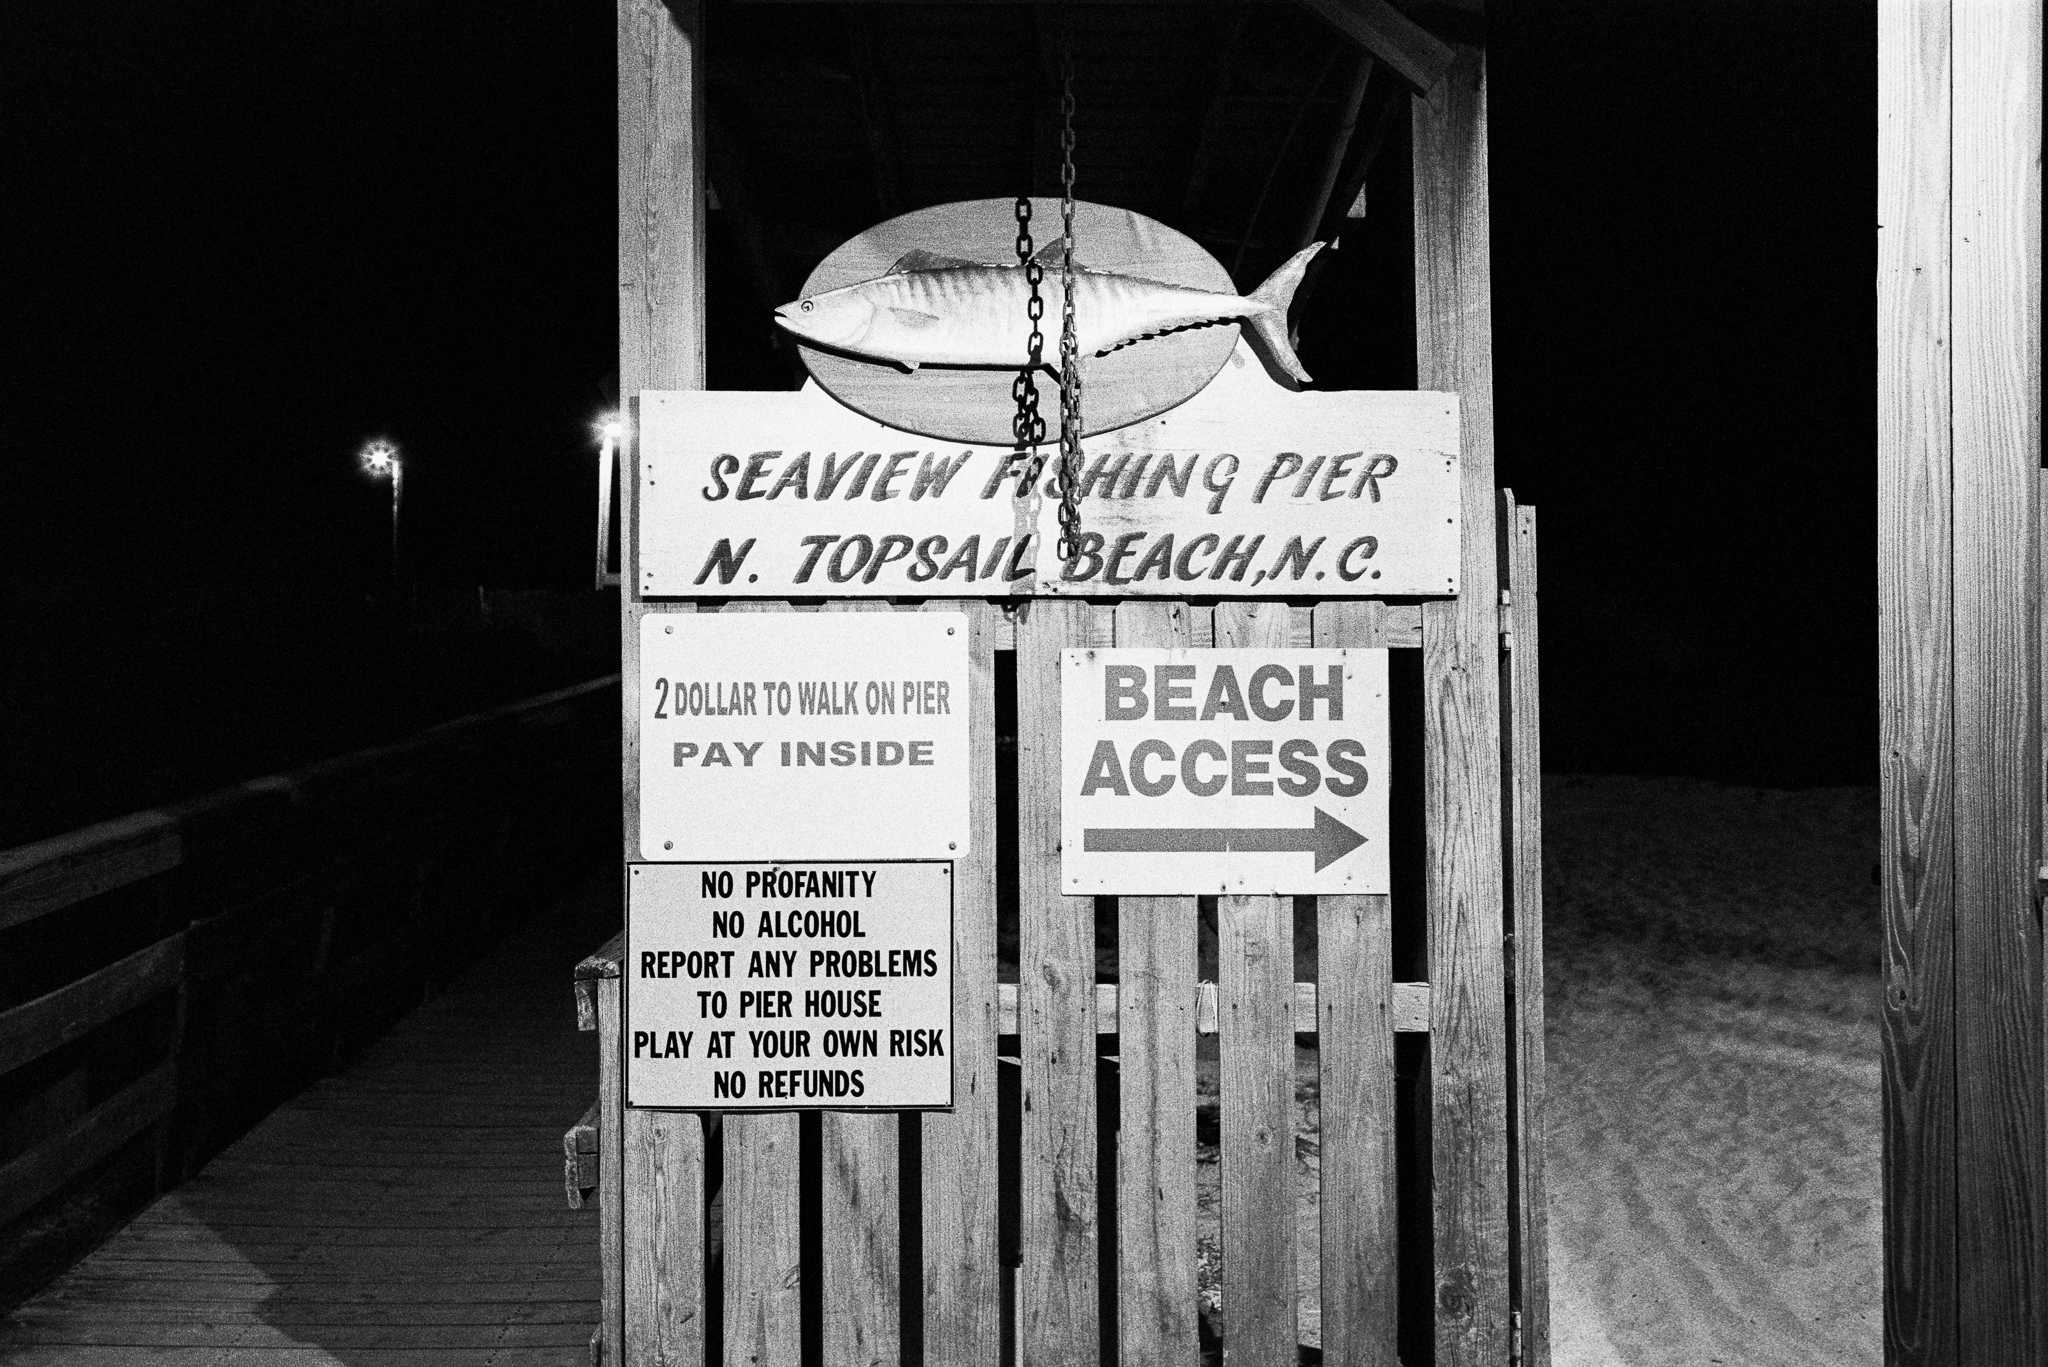 SEAVIEW FISHING PIER
N. TOPSAIL BEACH, N.C.
2 DOLLAR TO WALK ON PIER
PAY INSIDE
BEACH
ACCESS
NO PROFANITY
NO ALCOHOL
REPORT ANY PROBLEMS
TO PIER HOUSE
PLAY AT YOUR OWN RISK
NO REFUNDS